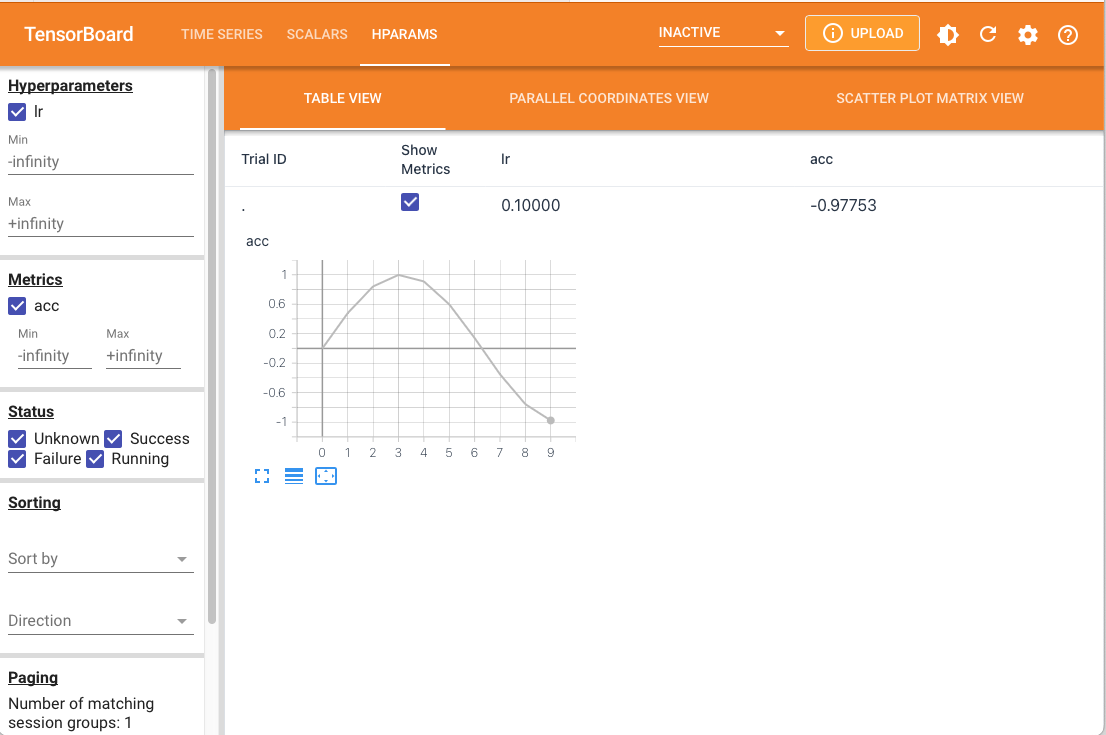 TensorBoard
TIME SERIES
SCALARS
HPARAMS
INACTIVE
UPLOAD
Hyperparameters
lr
Min
-infinity
Max
+infinity
Metrics
acc
Min
Max
-infinity
+infinity
Status
Unknown Success
Failure Running
Sorting
Sort by
Direction
Paging
Number of matching
session groups: 1
TABLE VIEW
PARALLEL COORDINATES VIEW
SCATTER PLOT MATRIX VIEW
Trial ID
Show
Metrics
lr
acc
.
0.10000
-0.97753
acc
1
0.6
0.2
-0.2
-0.6
-1
0 1 2 3 4 5 6 7 8 9